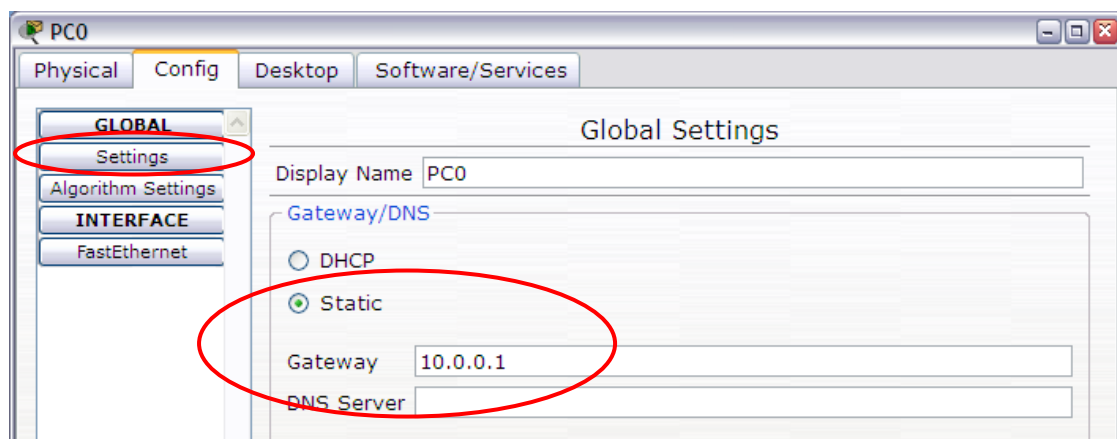 PC0
Physical Config Desktop Software/Services
GLOBAL
Settings
Algorithm Settings
INTERFACE
FastEthernet
Global Settings
Display Name PC0
Gateway/DNS
DHCP
Static
Gateway 10.0.0.1
DNS Server